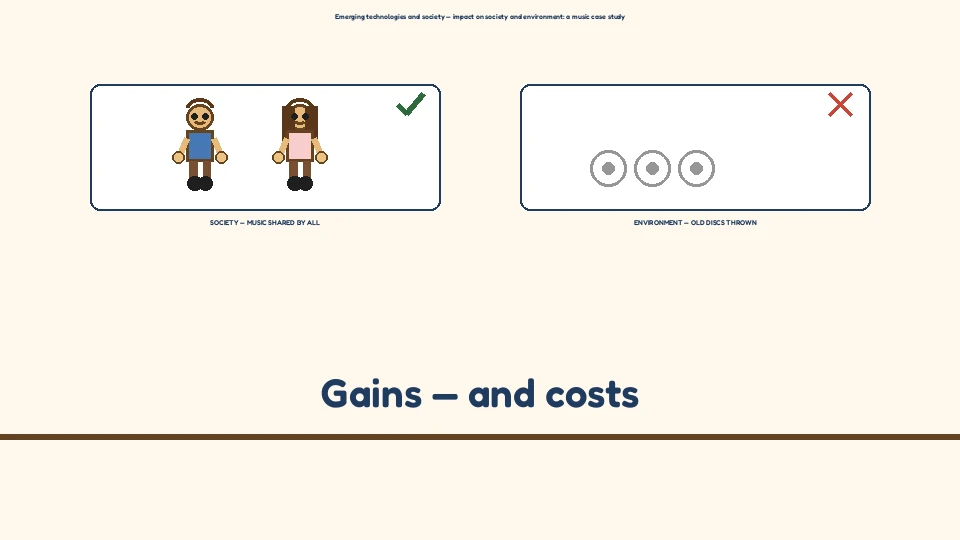 Emerging technologies and society — impact on society and environment: a music case study
SOCIETY — MUSIC SHARED BY ALL
ENVIRONMENT — OLD DISCS THROWN
Gains — and costs